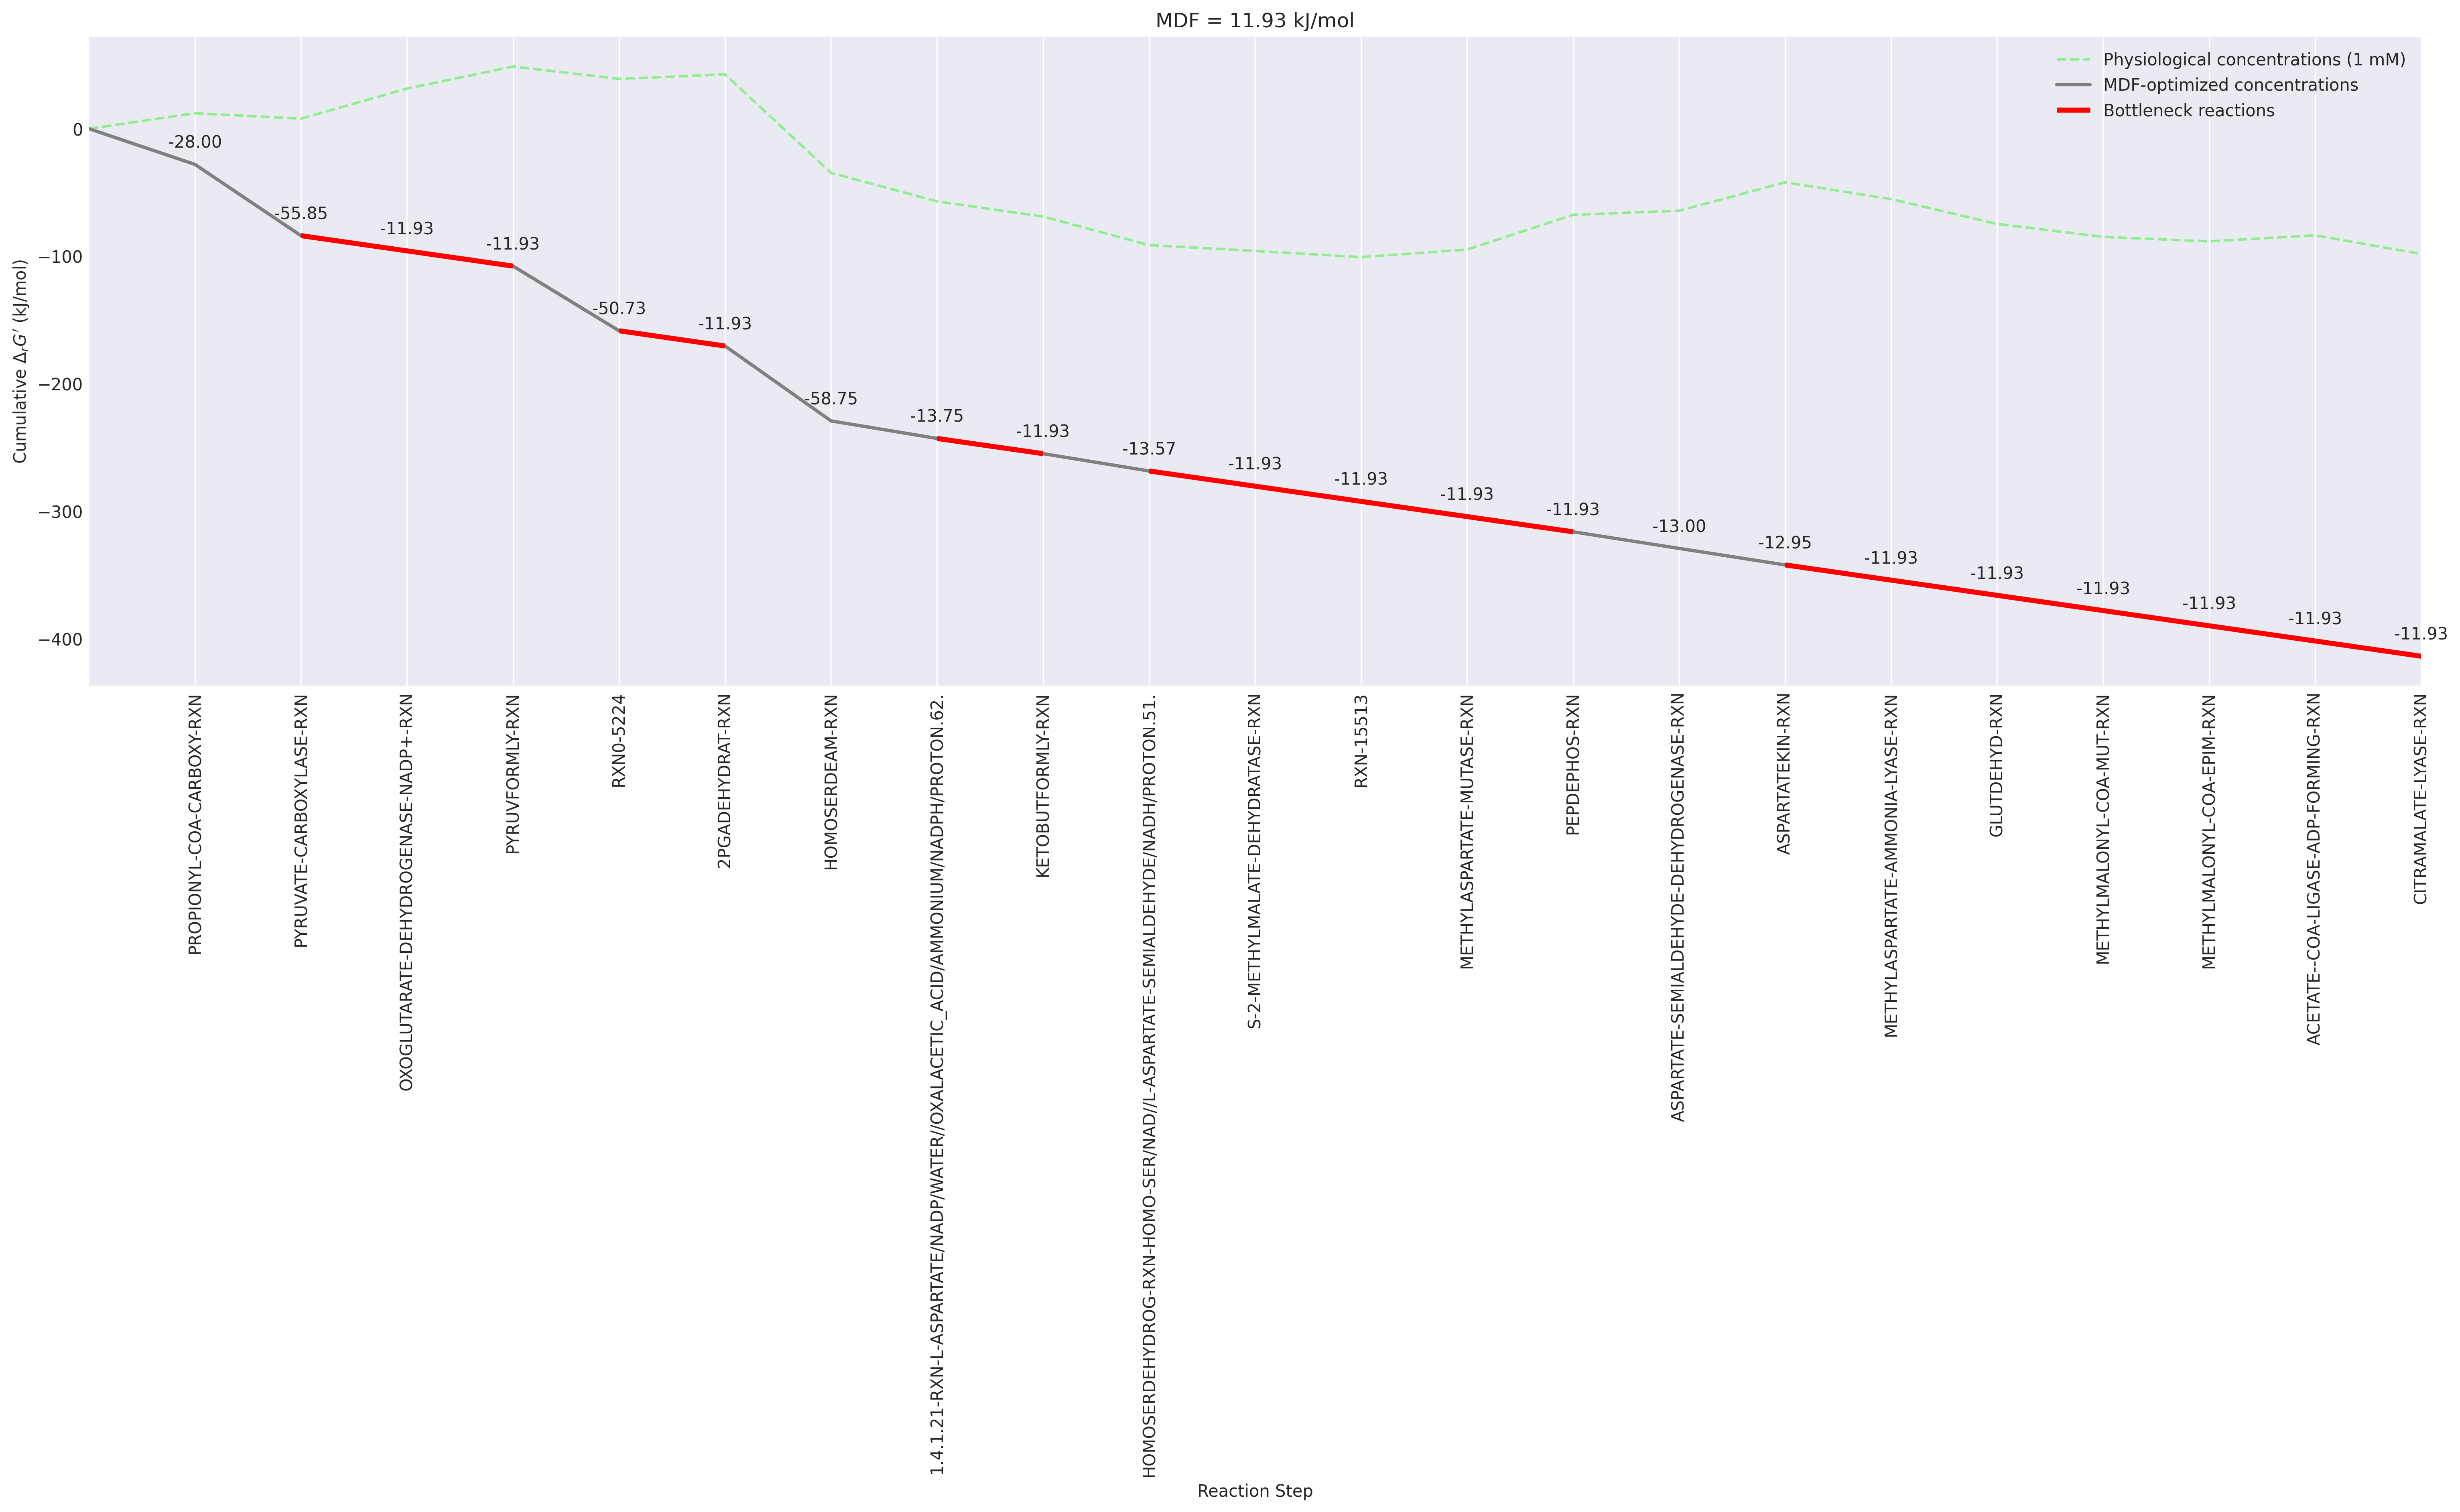 MDF = 11.93 kJ/mol
Physiological concentrations (1 mM)
MDF-optimized concentrations
Bottleneck reactions
Cumulative ΔrG′ (kJ/mol)
0
−100
−200
−300
−400
-28.00
-55.85
-11.93
-11.93
-50.73
-11.93
-58.75
-13.75
-11.93
-13.57
-11.93
-11.93
-11.93
-11.93
-13.00
-12.95
-11.93
-11.93
-11.93
-11.93
-11.93
-11.93
PROPIONYL-COA-CARBOXY-RXN
PYRUVATE-CARBOXYLASE-RXN
OXOGLUTARATE-DEHYDROGENASE-NADP+-RXN
PYRUVFORMLY-RXN
RXN0-5224
2PGADEHYDRAT-RXN
HOMOSERDEAM-RXN
1.4.1.21-RXN-L-ASPARTATE/NADP/WATER//OXALACETIC_ACID/AMMONIUM/NADPH/PROTON.62.
KETOBUTFORMLY-RXN
HOMOSERDEHYDROG-RXN-HOMO-SER/NAD//L-ASPARTATE-SEMIALDEHYDE/NADH/PROTON.51.
S-2-METHYLMALATE-DEHYDRATASE-RXN
RXN-15513
METHYLASPARTATE-MUTASE-RXN
PEPDEPHOS-RXN
ASPARTATE-SEMIALDEHYDE-DEHYDROGENASE-RXN
ASPARTATEKIN-RXN
METHYLASPARTATE-AMMONIA-LYASE-RXN
GLUTDEHYD-RXN
METHYLMALONYL-COA-MUT-RXN
METHYLMALONYL-COA-EPIM-RXN
ACETATE--COA-LIGASE-ADP-FORMING-RXN
CITRAMALATE-LYASE-RXN
Reaction Step